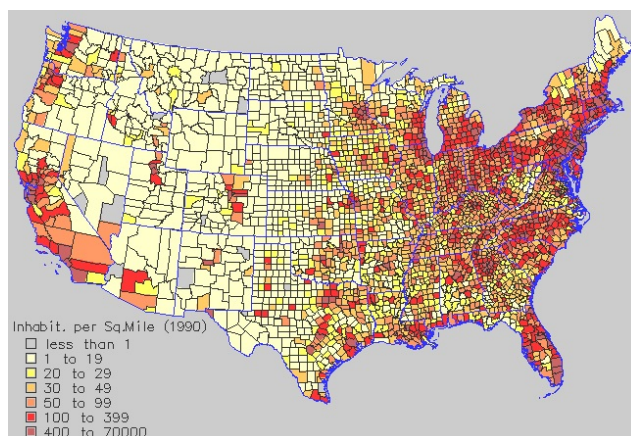 Inhabit. per Sq.Mile (1990)
less than 1
1 to 19
20 to 29
30 to 49
50 to 99
100 to 399
400 to 70000